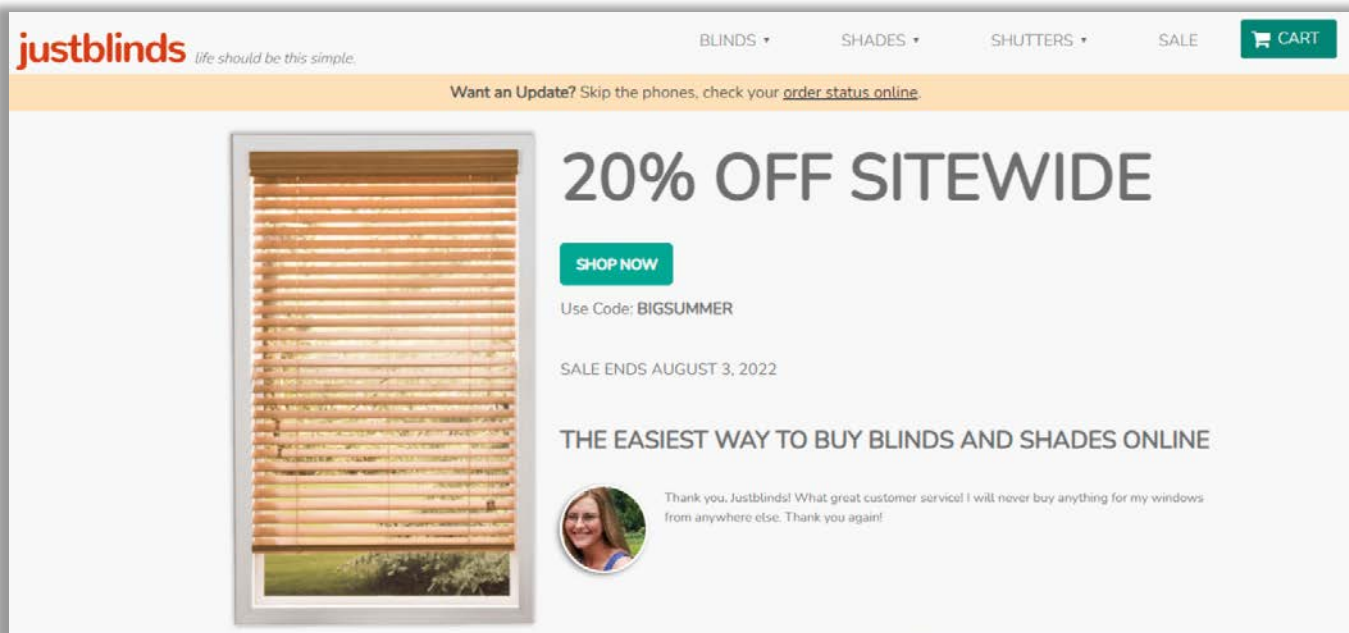 justblinds life should be this simple.
BLINDS ▾ SHADES ▾ SHUTTERS ▾ SALE CART
Want an Update? Skip the phones, check your order status online.
20% OFF SITEWIDE
SHOP NOW
Use Code: BIGSUMMER
SALE ENDS AUGUST 3, 2022
THE EASIEST WAY TO BUY BLINDS AND SHADES ONLINE
Thank you, Justblinds! What great customer service! I will never buy anything for my windows
from anywhere else. Thank you again!